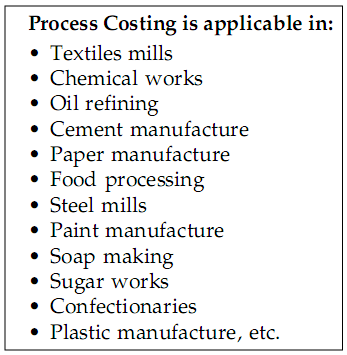 Process Costing is applicable in:
• Textiles mills
• Chemical works
• Oil refining
• Cement manufacture
• Paper manufacture
• Food processing
• Steel mills
• Paint manufacture
• Soap making
• Sugar works
• Confectionaries
• Plastic manufacture, etc.